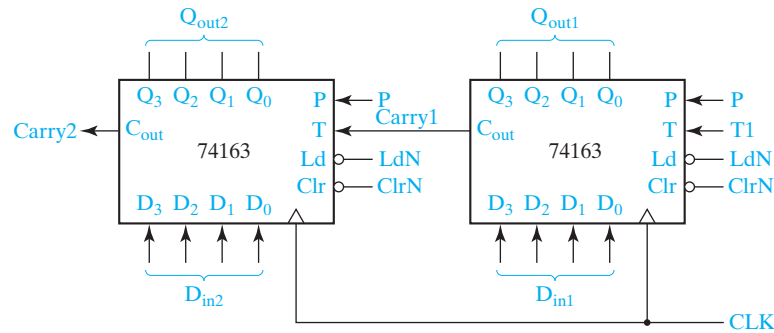 Qout2 Qout1
Q3 Q2 Q1 Q0 P P Q3 Q2 Q1 Q0 P P
Carry2 Cout T Carry1 Cout T T1
74163 Ld LdN 74163 Ld LdN
Clr ClrN Clr ClrN
D3 D2 D1 D0 D3 D2 D1 D0
Din2 Din1
CLK